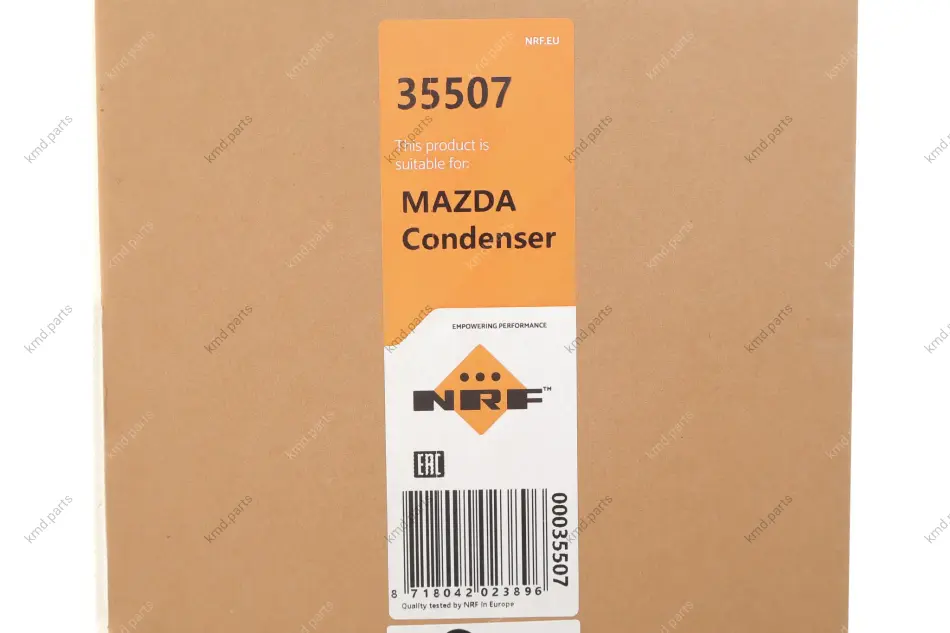 NRF.EU
35507
This product is
suitable for:
MAZDA
Condenser
EMPOWERING PERFORMANCE
NRF™
EAC
00035507
8 718042 023896
Quality tested by NRF in Europe
kmd.parts